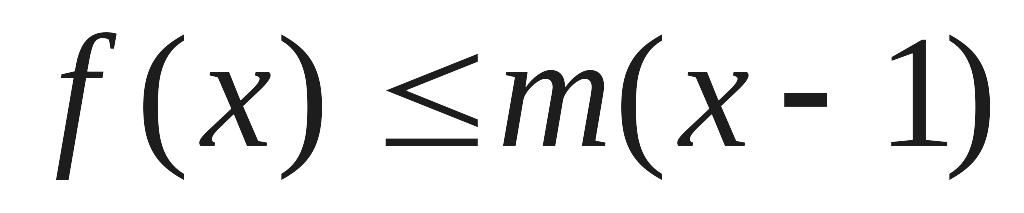 f(x) ≤ m(x - 1)